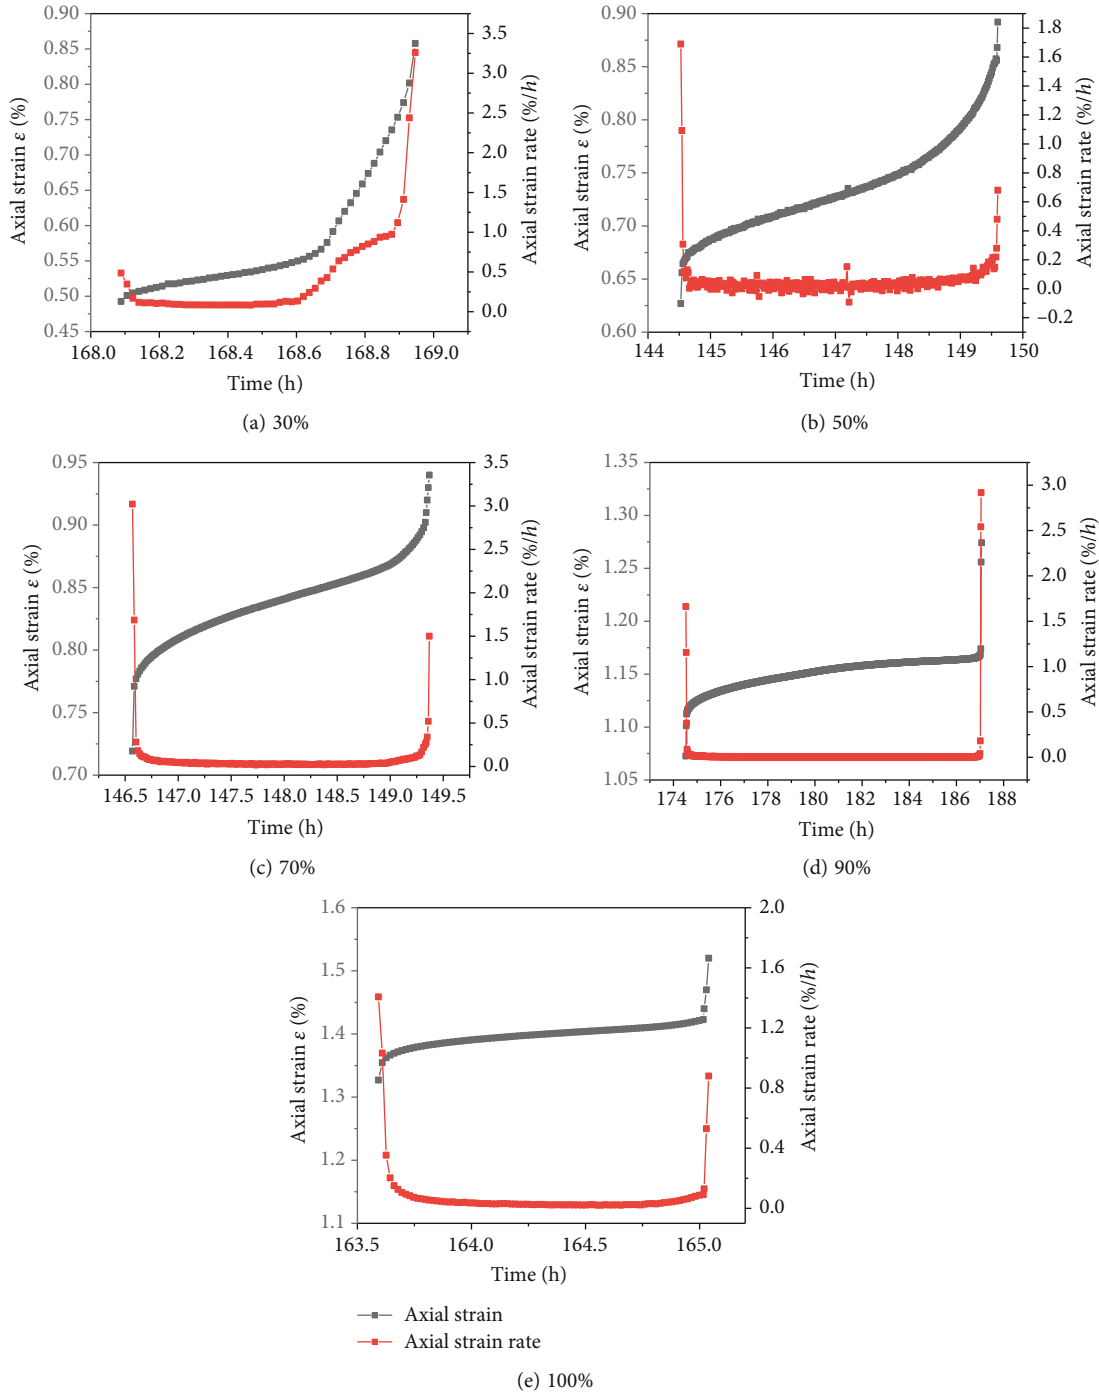 0.90
0.85
0.80
0.75
0.70
0.65
0.60
0.55
0.50
0.45
Axial strain ε (%)
3.5
3.0
2.5
2.0
1.5
1.0
0.5
0.0
Axial strain rate (%/h)
168.0 168.2 168.4 168.6 168.8 169.0
Time (h)
(a) 30%
0.90
0.85
0.80
0.75
0.70
0.65
0.60
Axial strain ε (%)
1.8
1.6
1.4
1.2
1.0
0.8
0.6
0.4
0.2
0.0
−0.2
Axial strain rate (%/h)
144 145 146 147 148 149 150
Time (h)
(b) 50%
0.95
0.90
0.85
0.80
0.75
0.70
Axial strain ε (%)
3.5
3.0
2.5
2.0
1.5
1.0
0.5
0.0
Axial strain rate (%/h)
146.5 147.0 147.5 148.0 148.5 149.0 149.5
Time (h)
(c) 70%
1.35
1.30
1.25
1.20
1.15
1.10
1.05
Axial strain ε (%)
3.0
2.5
2.0
1.5
1.0
0.5
0.0
Axial strain rate (%/h)
174 176 178 180 182 184 186 188
Time (h)
(d) 90%
1.6
1.5
1.4
1.3
1.2
1.1
Axial strain ε (%)
2.0
1.6
1.2
0.8
0.4
0.0
Axial strain rate (%/h)
163.5 164.0 164.5 165.0
Time (h)
Axial strain
Axial strain rate
(e) 100%